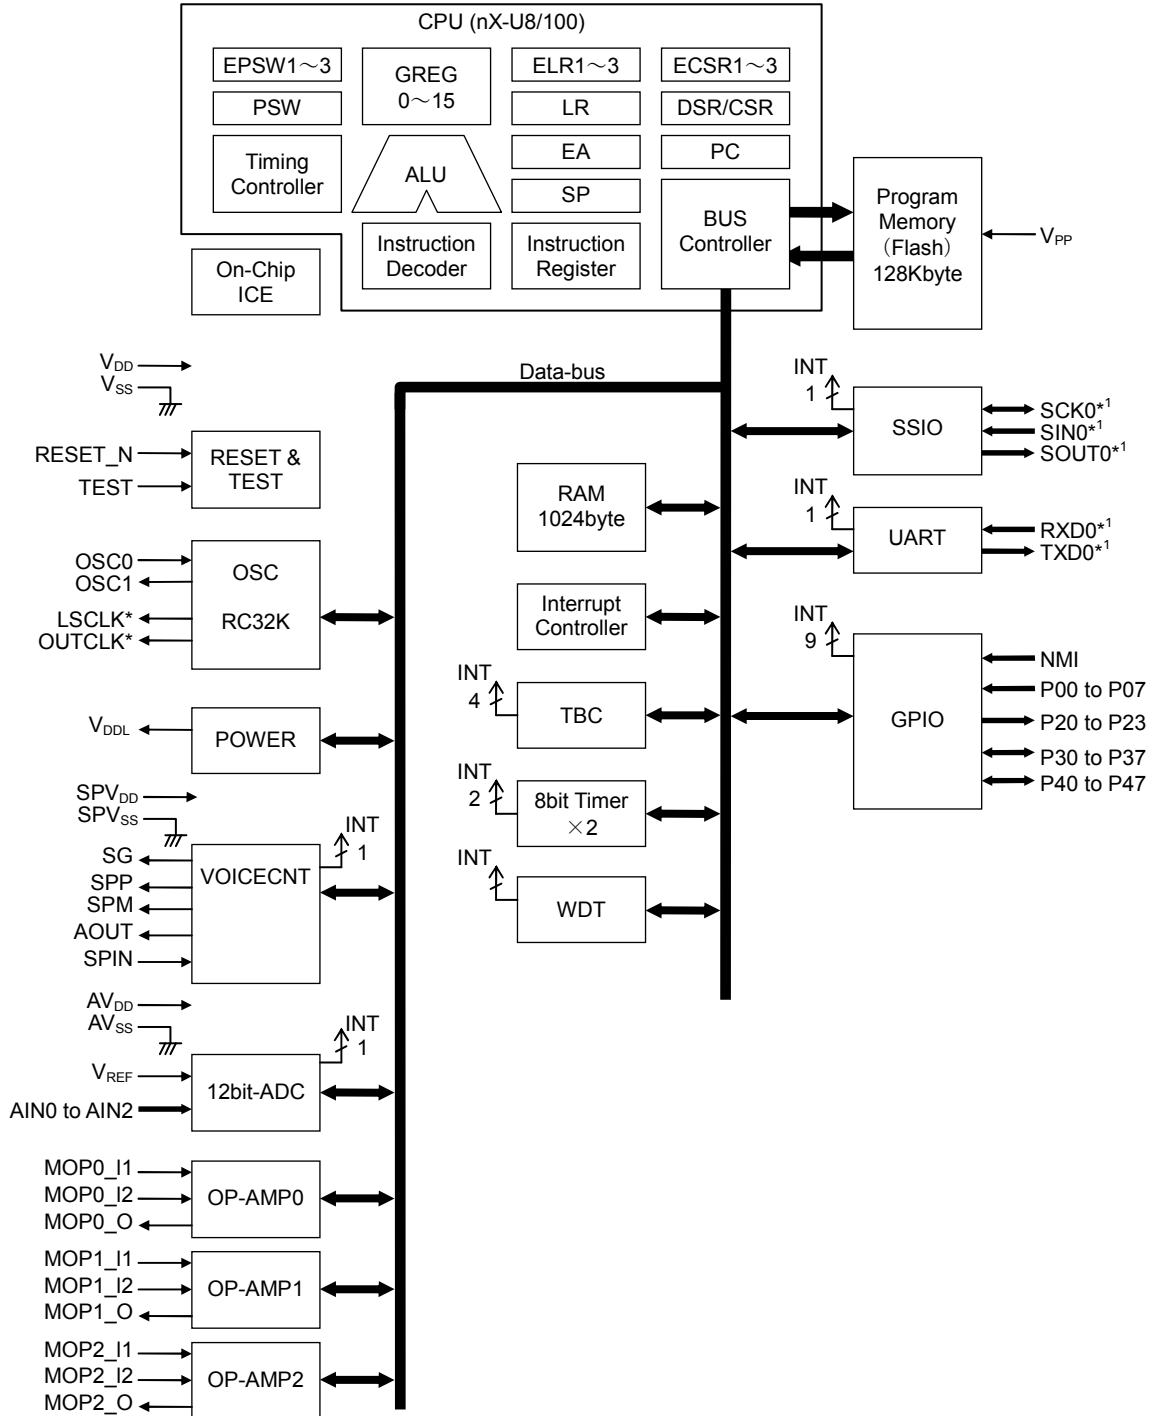 CPU (nX-U8/100)
EPSW1～3
GREG
0～15
ELR1～3
ECSR1～3
PSW
LR
DSR/CSR
Timing
Controller
ALU
EA
PC
SP
BUS
Controller
Instruction
Decoder
Instruction
Register
On-Chip
ICE
Program
Memory
（Flash）
128Kbyte
VPP
VDD
VSS
Data-bus
RESET_N
TEST
RESET &
TEST
OSC0
OSC1
LSCLK*
OUTCLK*
OSC
RC32K
VDDL
POWER
SPVDD
SPVSS
SG
SPP
SPM
AOUT
SPIN
VOICECNT
INT
1
AVDD
AVSS
VREF
AIN0 to AIN2
12bit-ADC
INT
1
MOP0_I1
MOP0_I2
MOP0_O
OP-AMP0
MOP1_I1
MOP1_I2
MOP1_O
OP-AMP1
MOP2_I1
MOP2_I2
MOP2_O
OP-AMP2
RAM
1024byte
Interrupt
Controller
INT
4
TBC
INT
2
8bit Timer
×2
INT
WDT
INT
1
SSIO
SCK0*1
SIN0*1
SOUT0*1
INT
1
UART
RXD0*1
TXD0*1
INT
9
GPIO
NMI
P00 to P07
P20 to P23
P30 to P37
P40 to P47